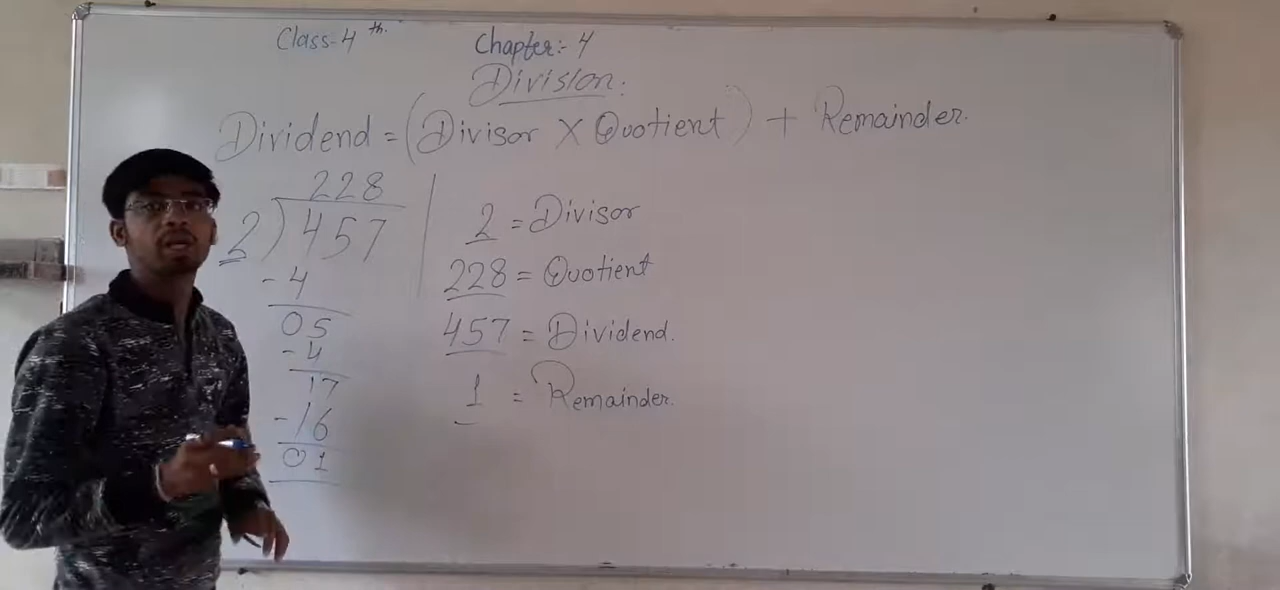 Class-4th.
Chapter:- 4
Division.
Dividend = (Divisor X Quotient) + Remainder.
228
2)457
-4
05
-4
17
-16
01
2 = Divisor
228 = Quotient
457 = Dividend.
1 = Remainder.